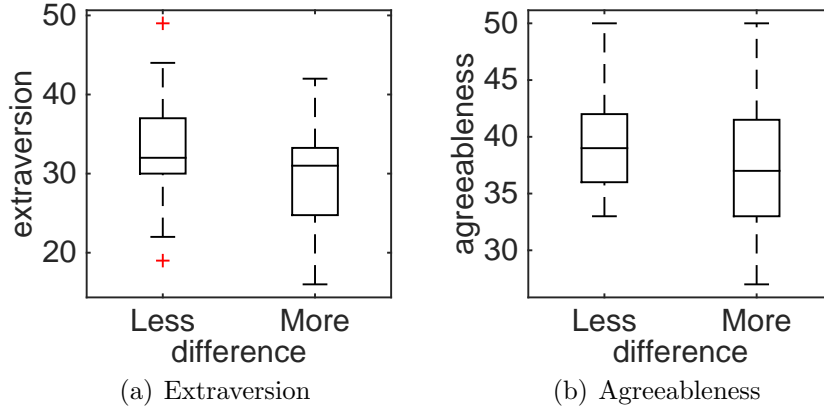 50
40
30
20
extraversion
Less More
difference
(a) Extraversion
50
45
40
35
30
agreeableness
Less More
difference
(b) Agreeableness